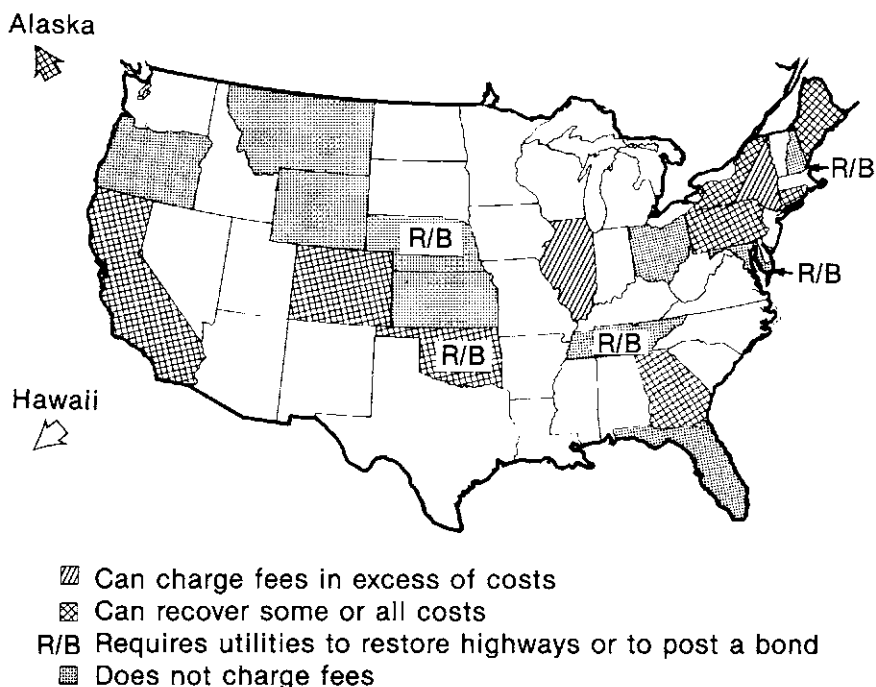 Alaska
R/B
R/B
R/B
R/B
R/B
Hawaii
Can charge fees in excess of costs
Can recover some or all costs
R/B Requires utilities to restore highways or to post a bond
Does not charge fees